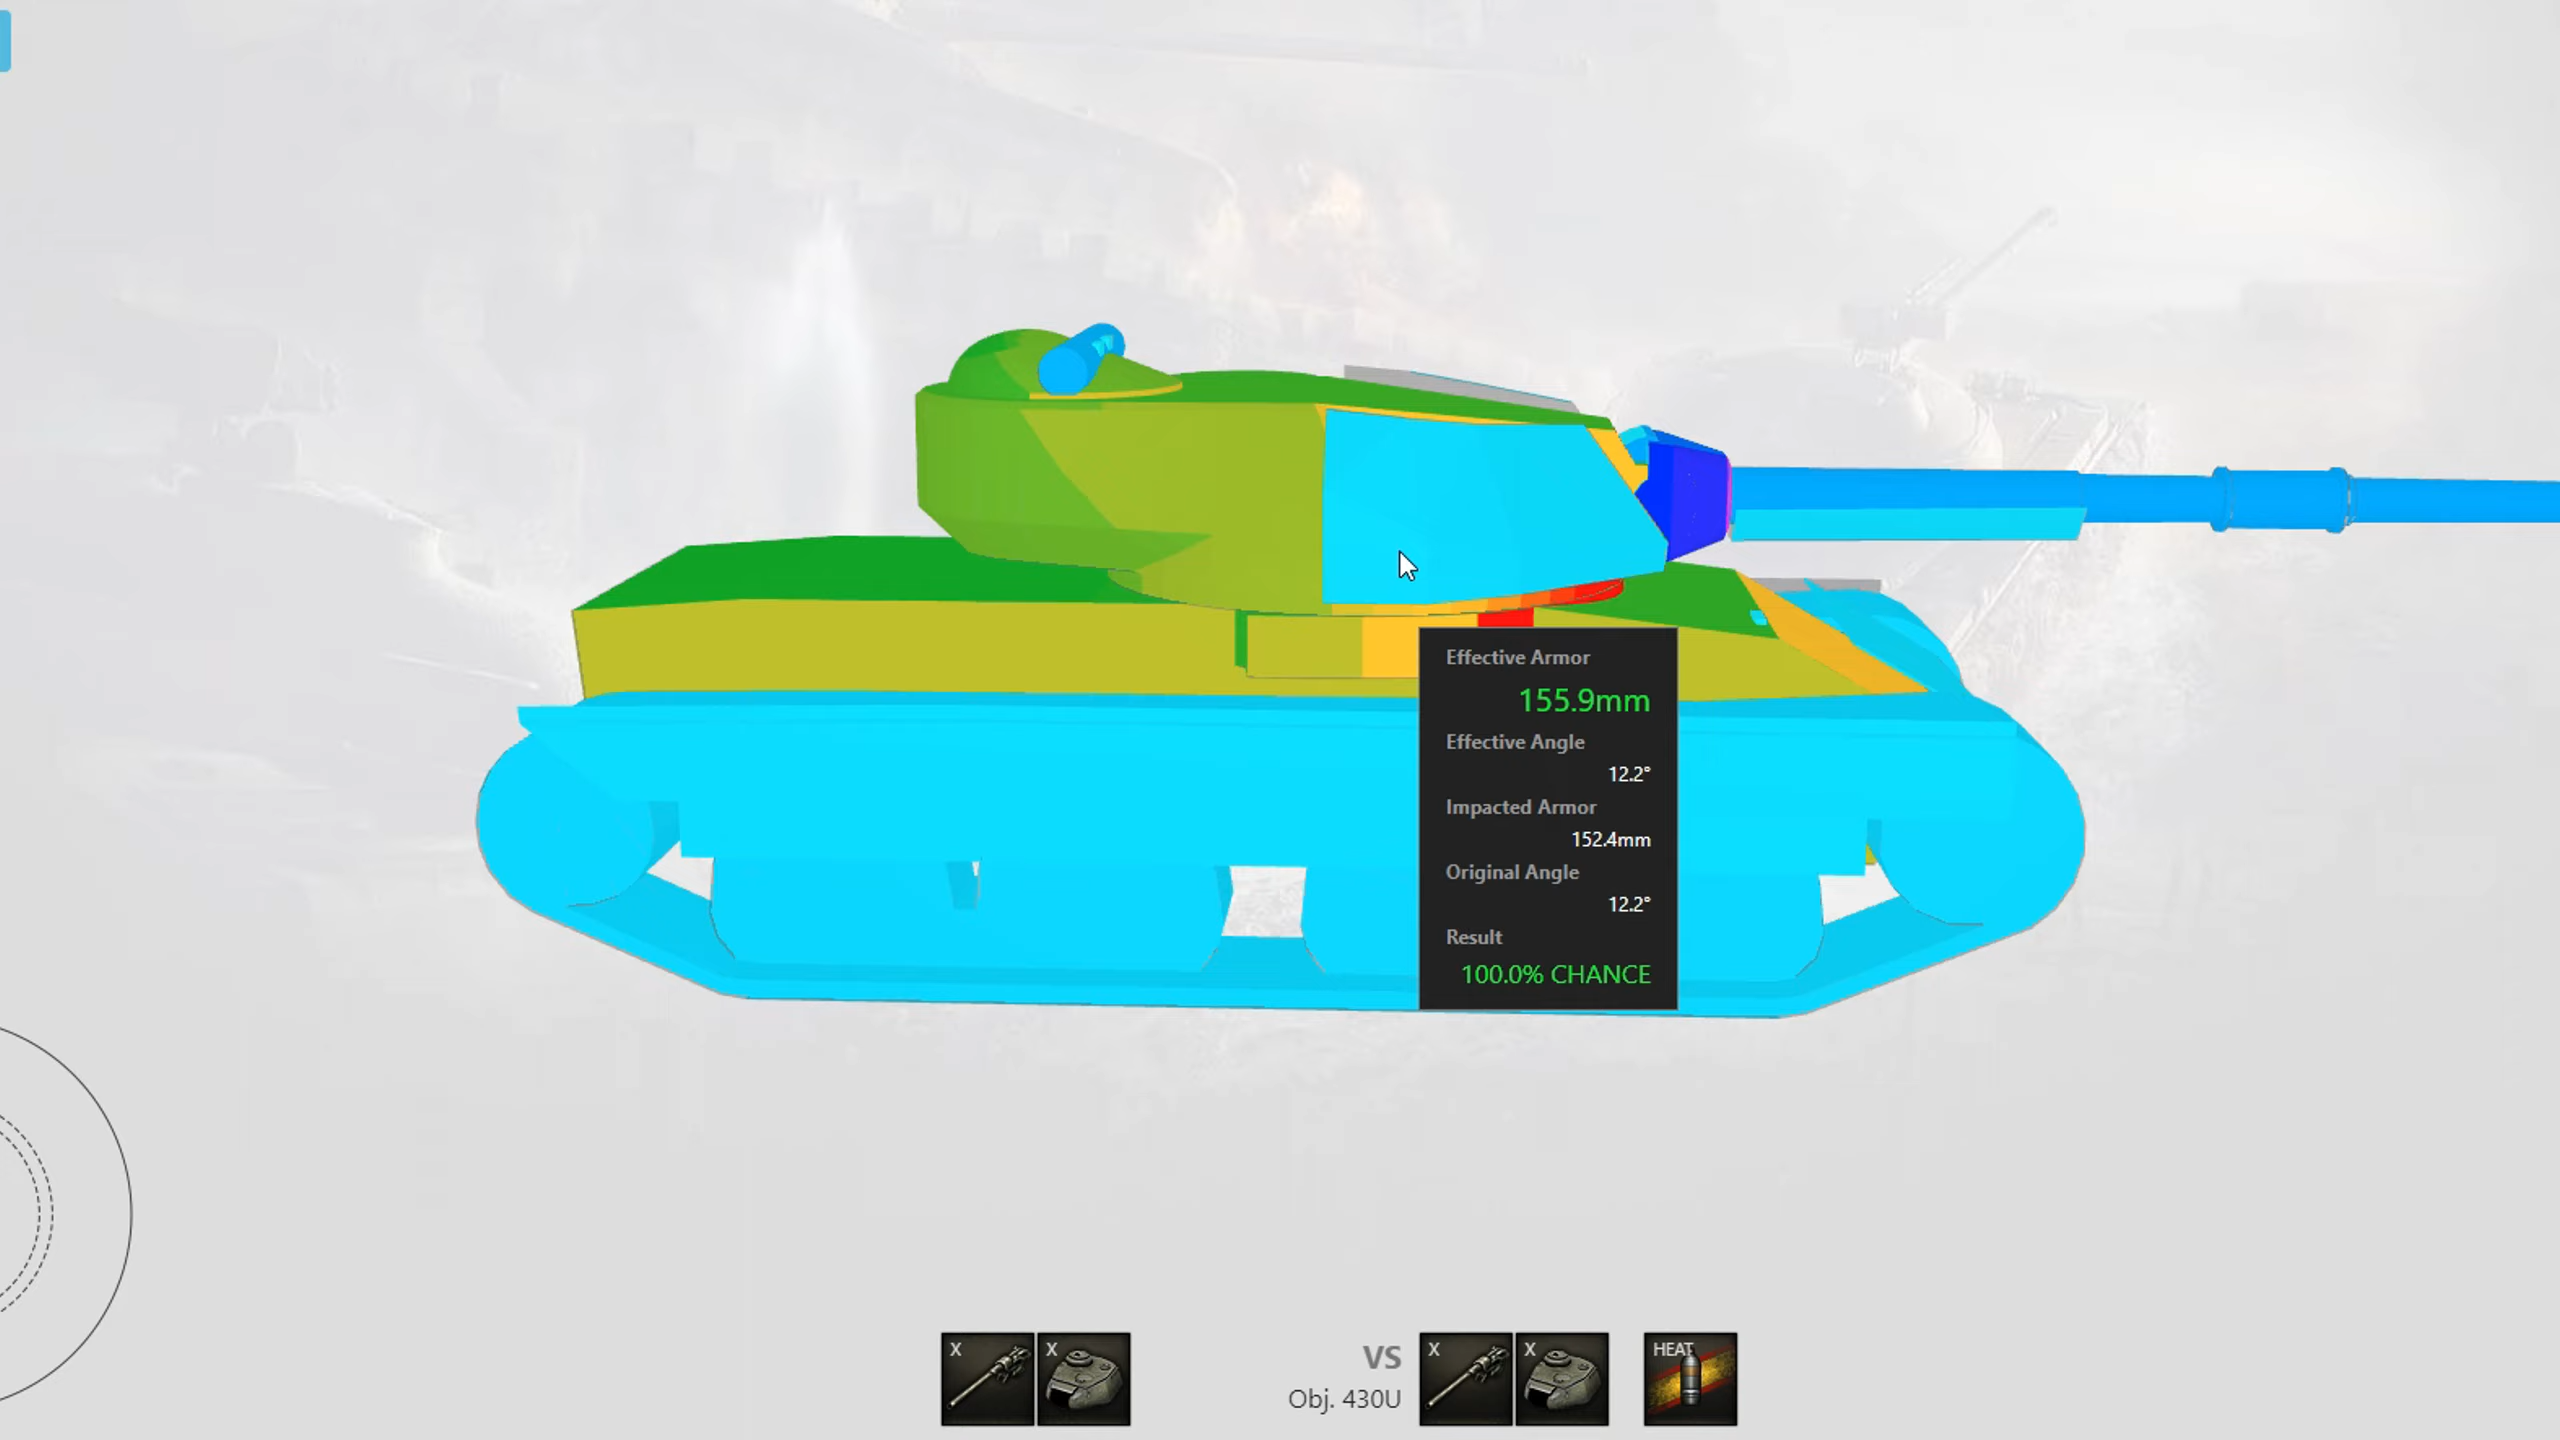 Effective Armor
155.9mm
Effective Angle
12.2°
Impacted Armor
152.4mm
Original Angle
12.2°
Result
100.0% CHANCE
X X VS X X HEAT
Obj. 430U